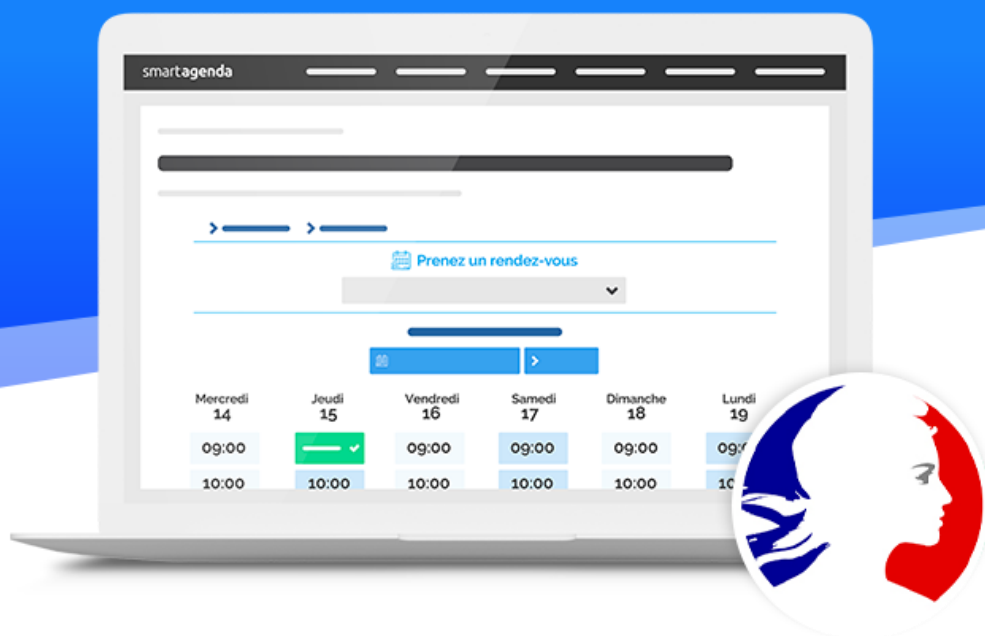 smartagenda
Prenez un rendez-vous
Mercredi Jeudi Vendredi Samedi Dimanche Lundi
14 15 16 17 18 19
09:00 09:00 09:00 09:00
10:00 10:00 10:00 10:00 10:00